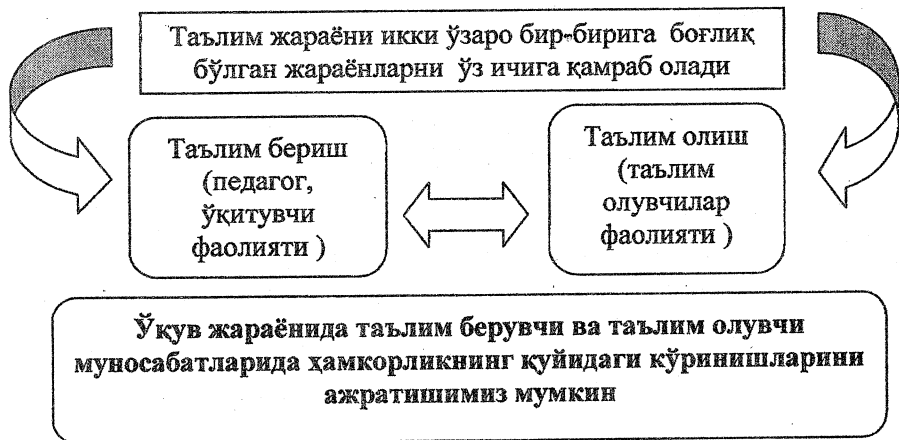 Таълим жараёни икки ўзаро бир-бирига боғлиқ
бўлган жараёнларни ўз ичига қамраб олади
Таълим бериш
(педагог,
ўқитувчи
фаолияти )
Таълим олиш
(таълим
олувчилар
фаолияти )
Ўқув жараёнида таълим берувчи ва таълим олувчи
муносабатларида ҳамкорликнинг қуйидаги кўринишларини
ажратишимиз мумкин